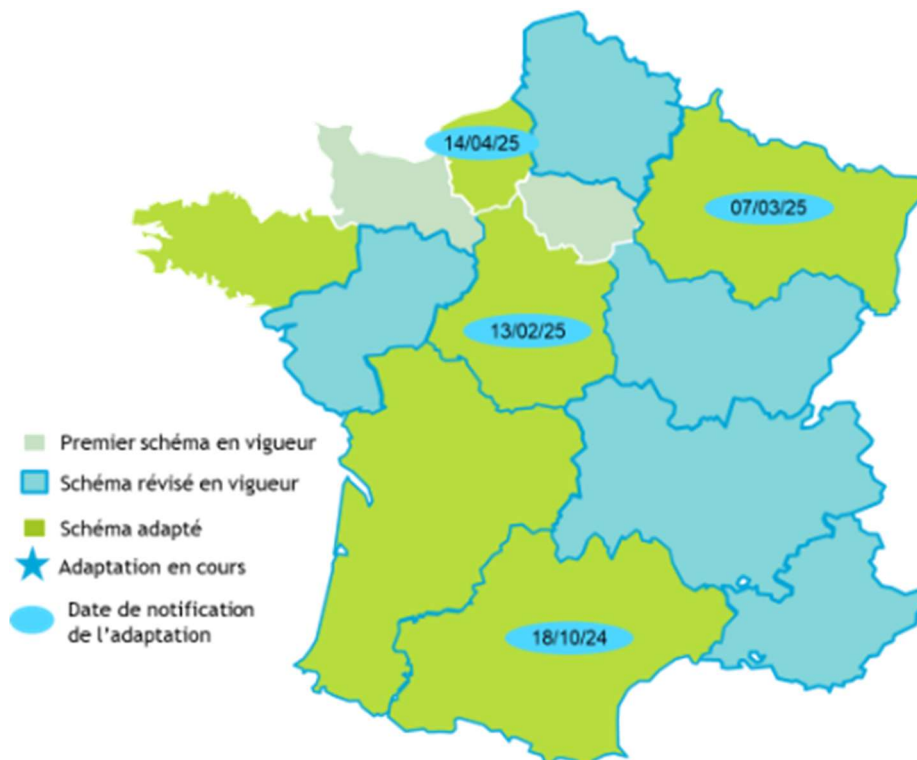 14/04/25
07/03/25
13/02/25
Premier schéma en vigueur
Schéma révisé en vigueur
Schéma adapté
Adaptation en cours
Date de notification
de l'adaptation
18/10/24